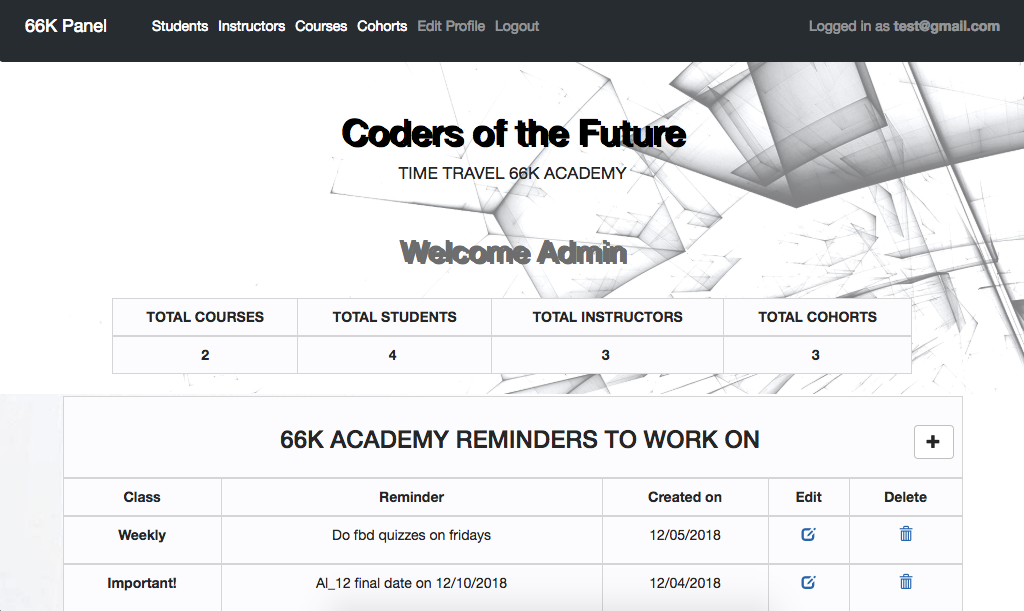 66K Panel Students Instructors Courses Cohorts Edit Profile Logout Logged in as test@gmail.com
Coders of the Future
TIME TRAVEL 66K ACADEMY
Welcome Admin
TOTAL COURSES TOTAL STUDENTS TOTAL INSTRUCTORS TOTAL COHORTS
2 4 3 3
66K ACADEMY REMINDERS TO WORK ON +
Class Reminder Created on Edit Delete
Weekly Do fbd quizzes on fridays 12/05/2018
Important! Al_12 final date on 12/10/2018 12/04/2018